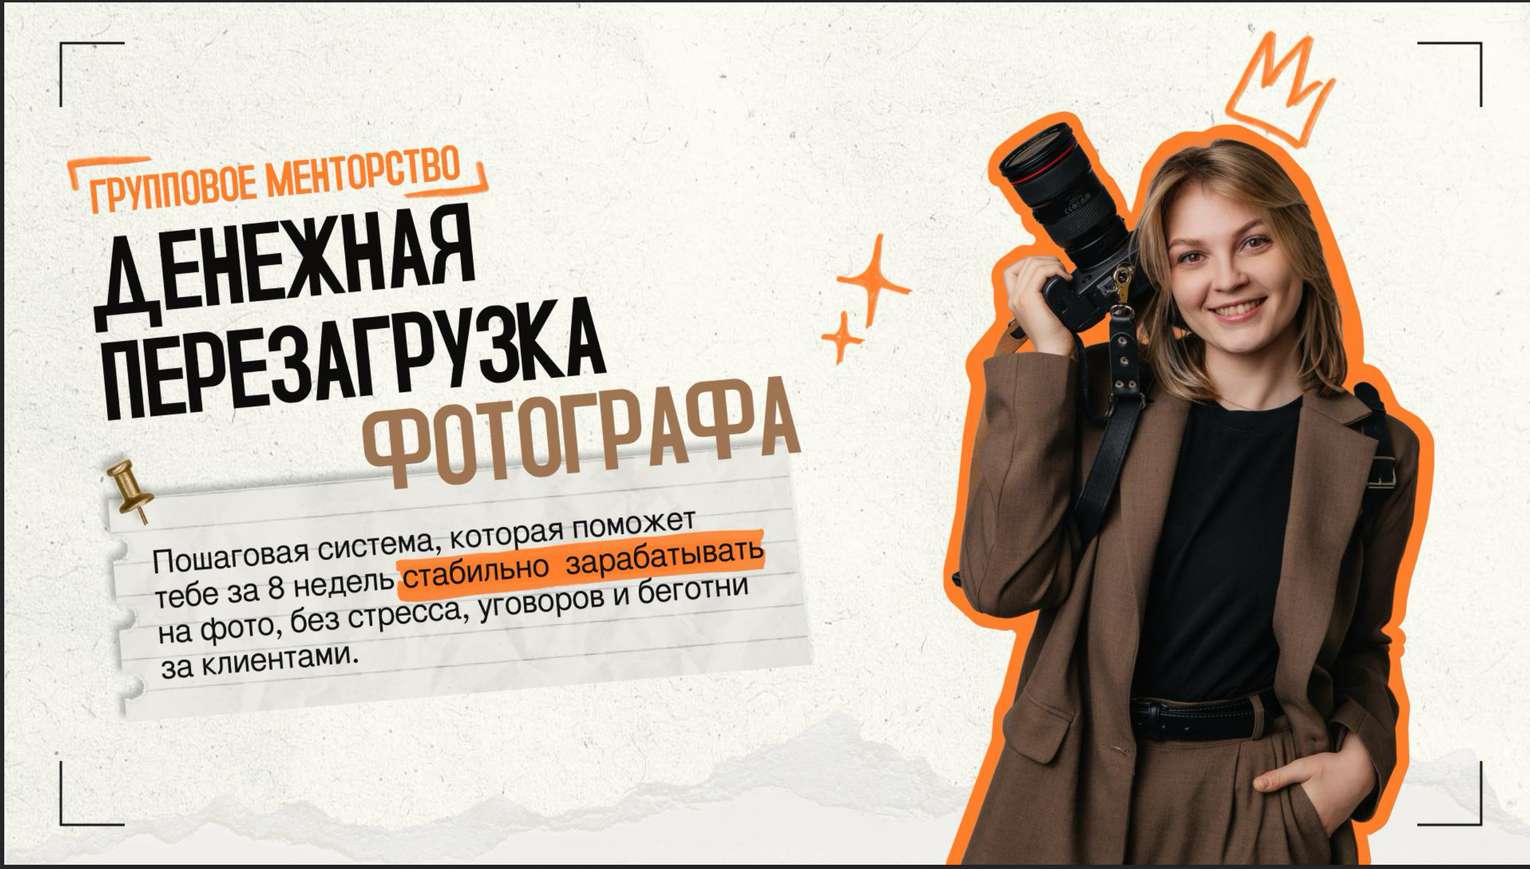 ГРУППОВОЕ МЕНТОРСТВО
ДЕНЕЖНАЯ
ПЕРЕЗАГРУЗКА
ФОТОГРАФА
Пошаговая система, которая поможет
тебе за 8 недель стабильно зарабатывать
на фото, без стресса, уговоров и беготни
за клиентами.